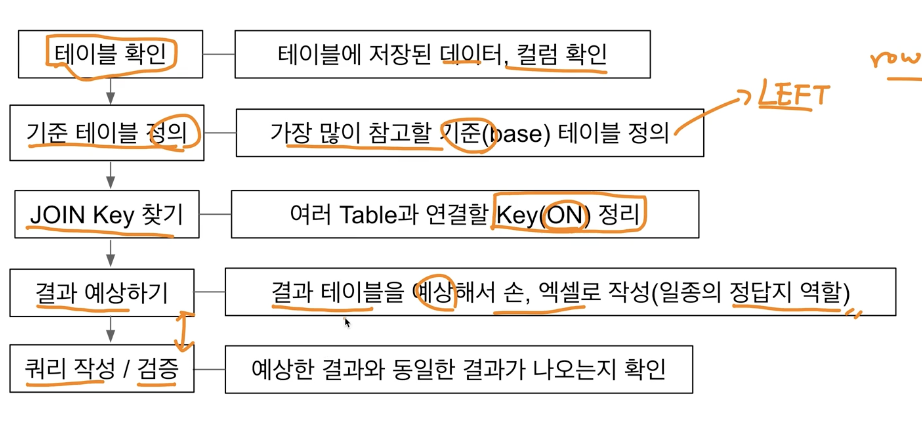 테이블 확인
테이블에 저장된 데이터, 컬럼 확인
row
LEFT
기준 테이블 정의
가장 많이 참고할 기준(base) 테이블 정의
JOIN Key 찾기
여러 Table과 연결할 Key(ON) 정리
결과 예상하기
결과 테이블을 예상해서 손, 엑셀로 작성(일종의 정답지 역할)
쿼리 작성 / 검증
예상한 결과와 동일한 결과가 나오는지 확인